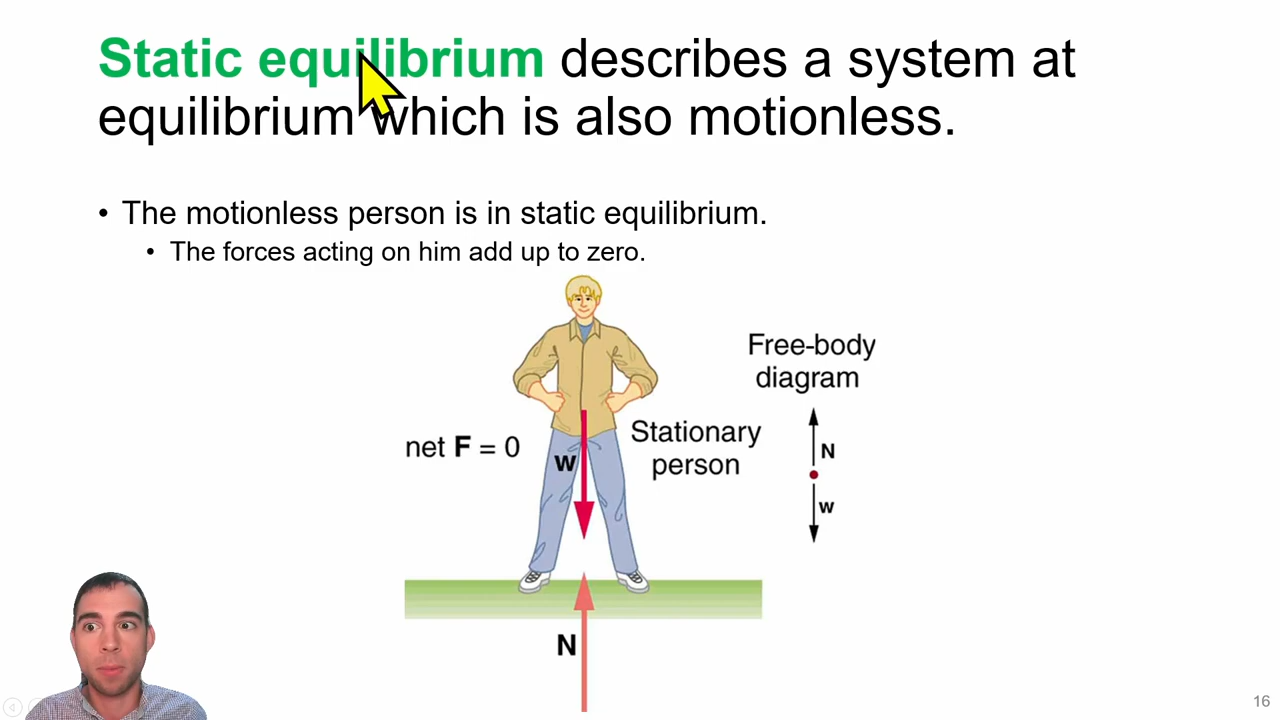 Static equilibrium describes a system at
equilibrium which is also motionless.
• The motionless person is in static equilibrium.
• The forces acting on him add up to zero.
Free-body
diagram
net F = 0
Stationary
person
w
N
w
N
16